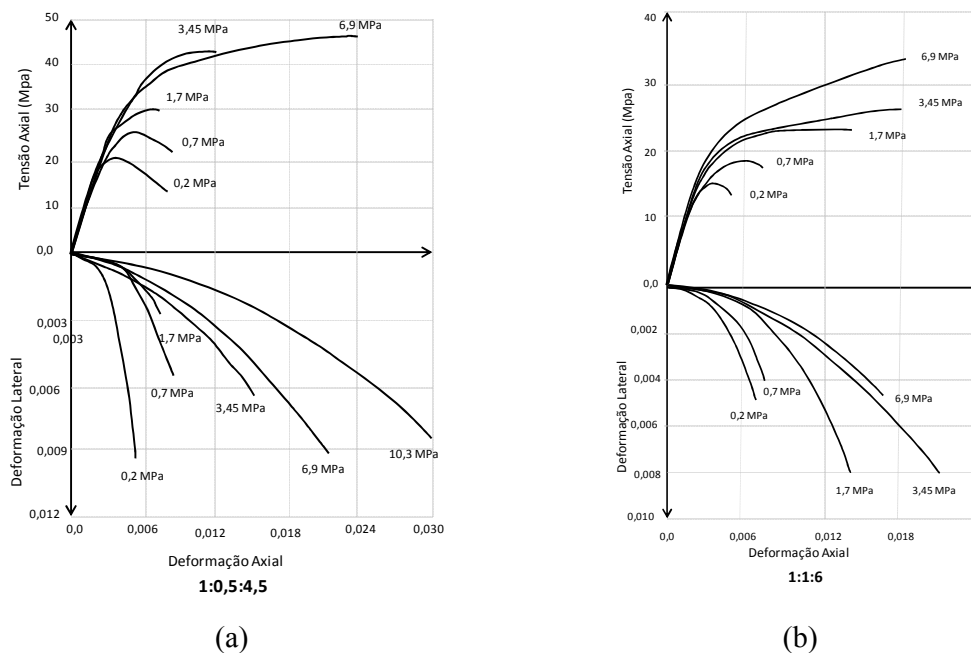 50
40
30
20
10
0,0
0,003
0,003
0,006
0,009
0,012
Tensão Axial (Mpa)
Deformação Lateral
3,45 MPa
6,9 MPa
1,7 MPa
0,7 MPa
0,2 MPa
1,7 MPa
0,7 MPa
3,45 MPa
0,2 MPa
6,9 MPa
10,3 MPa
0,0
0,006
0,012
0,018
0,024
0,030
Deformação Axial
1:0,5:4,5
(a)
40
30
20
10
0,0
0,002
0,004
0,006
0,008
0,010
Tensão Axial (Mpa)
Deformação Lateral
6,9 MPa
3,45 MPa
1,7 MPa
0,7 MPa
0,2 MPa
0,7 MPa
0,2 MPa
6,9 MPa
1,7 MPa
3,45 MPa
0,0
0,006
0,012
0,018
Deformação Axial
1:1:6
(b)